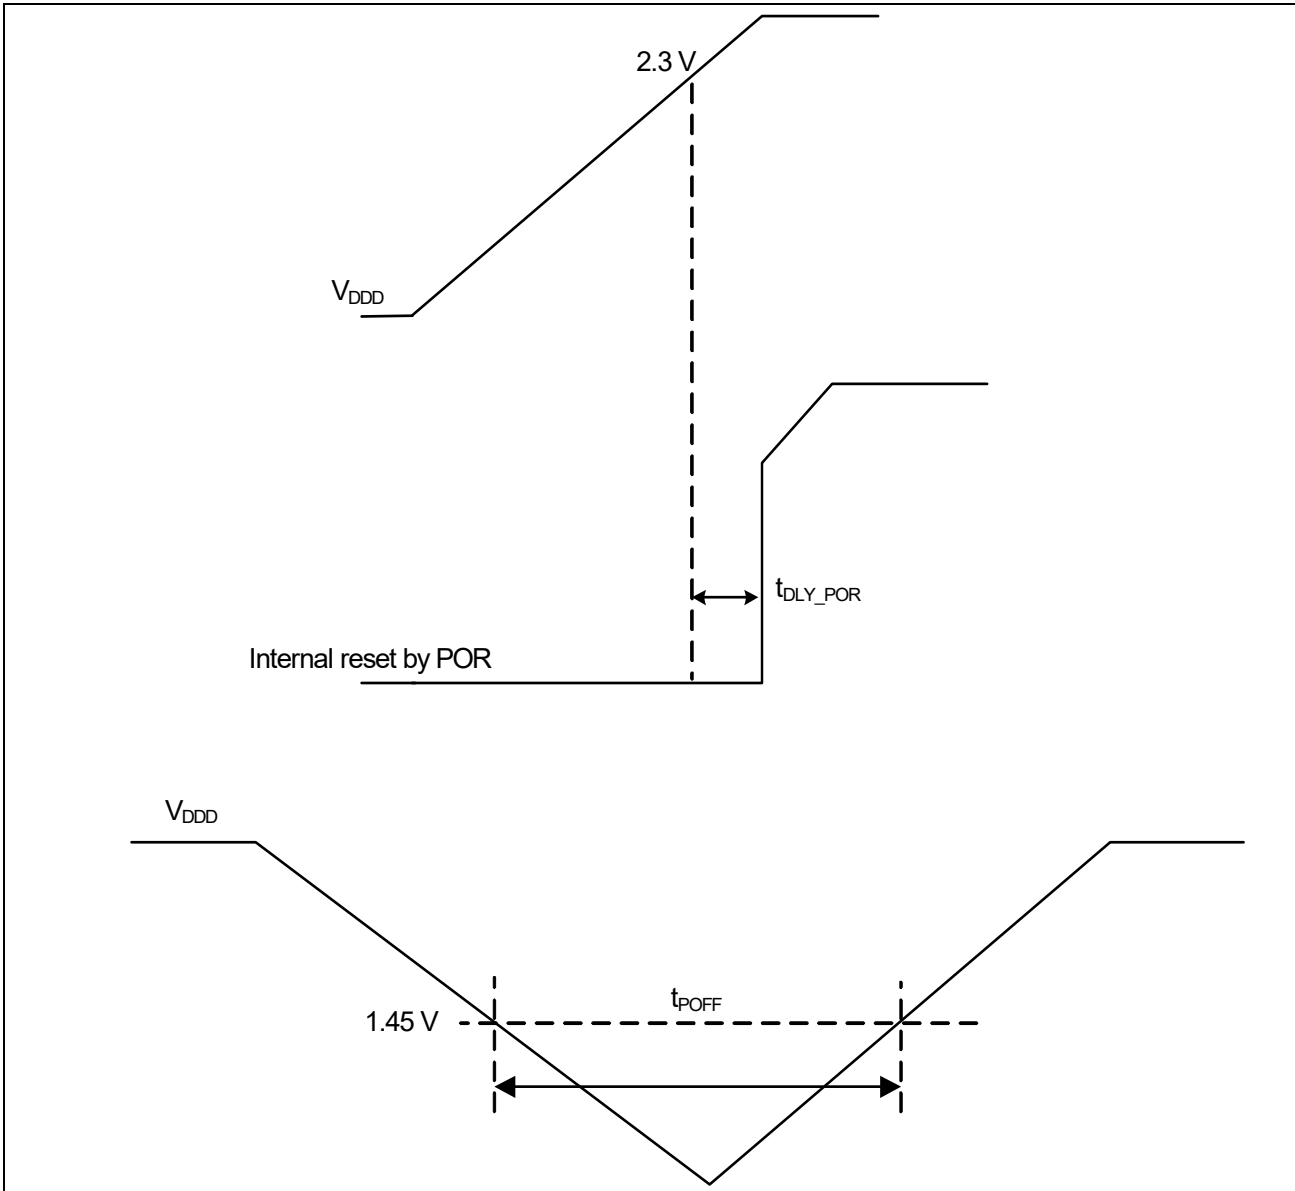 2.3 V
VDDD
tDLY_POR
Internal reset by POR
VDDD
tPOFF
1.45 V